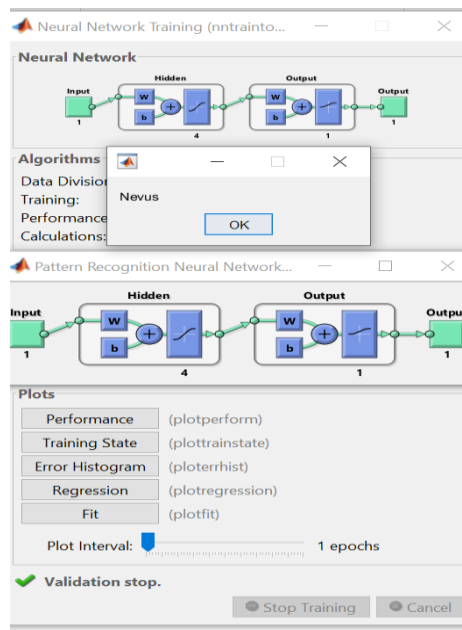 Neural Network Training (nntrainto...
Neural Network
Hidden
Output
Input
Output
W
b
W
b
1
4
1
1
Algorithms
Data Division
Training:
Performance
Calculations:
Nevus
OK
Pattern Recognition Neural Network...
Hidden
Output
Input
Outpu
W
b
W
b
1
4
1
1
Plots
Performance (plotperform)
Training State (plottrainstate)
Error Histogram (ploterrhist)
Regression (plotregression)
Fit (plotfit)
Plot Interval: 1 epochs
Validation stop.
Stop Training Cancel